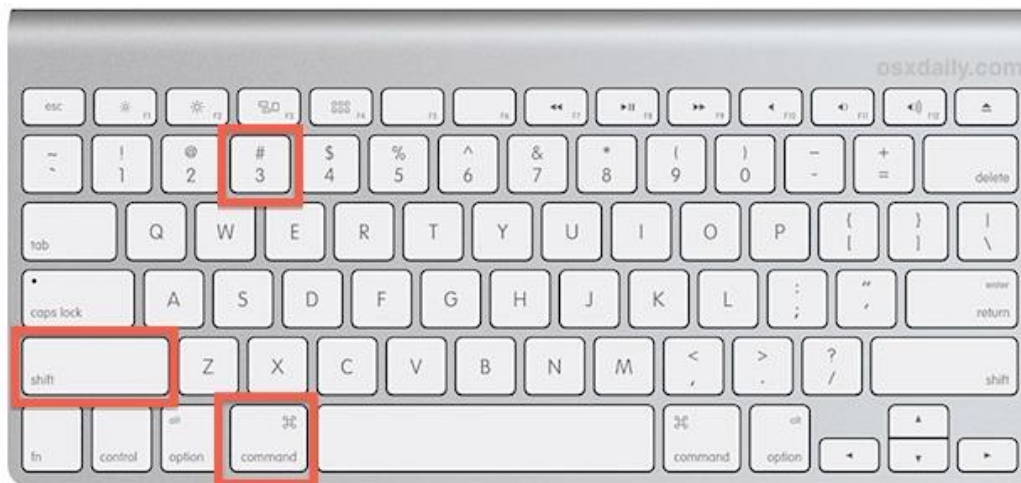 osxdaily.com
esc F1 F2 F3 F4 F5 F6 F7 F8 F9 F10 F11 F12
~ ! @ # $ % ^ & * ( ) – +
` 1 2 3 4 5 6 7 8 9 0 - = delete
tab Q W E R T Y U I O P { } |
[ ] \
caps lock A S D F G H J K L : " enter
; ' return
shift Z X C V B N M < > ? shift
, . /
alt ⌘ ⌘ alt
fn control option command command option